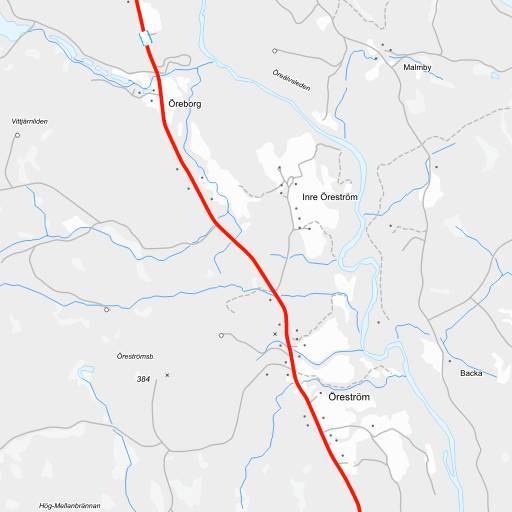 Malmby
Öreälvsleden
Öreborg
Vittjärnliden
Inre Öreström
Öreströmsb.
384
Backa
Öreström
Hög-Mellanbrännan